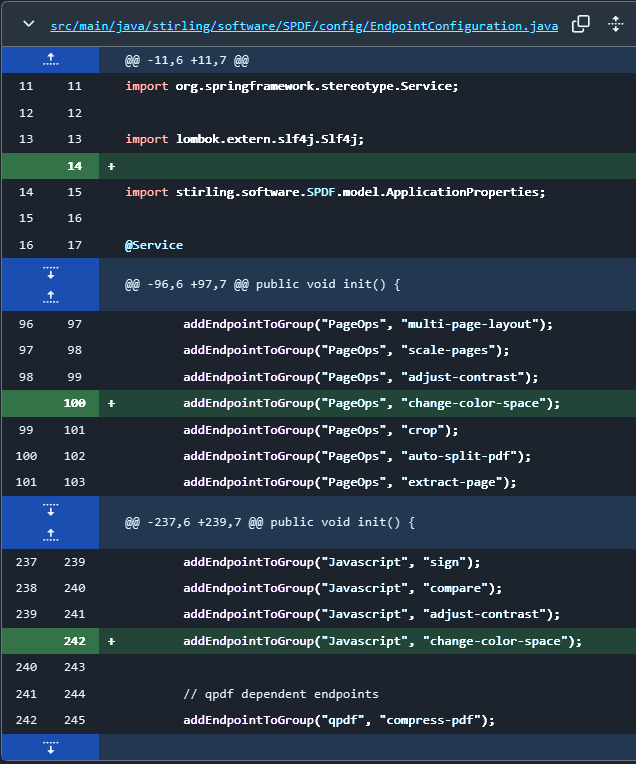 src/main/java/stirling/software/SPDF/config/EndpointConfiguration.java
@@ -11,6 +11,7 @@
11 11 import org.springframework.stereotype.Service;
12 12
13 13 import lombok.extern.slf4j.Slf4j;
14 +
14 15 import stirling.software.SPDF.model.ApplicationProperties;
15 16
16 17 @Service
@@ -96,6 +97,7 @@ public void init() {
96 97 addEndpointToGroup("PageOps", "multi-page-layout");
97 98 addEndpointToGroup("PageOps", "scale-pages");
98 99 addEndpointToGroup("PageOps", "adjust-contrast");
100 + addEndpointToGroup("PageOps", "change-color-space");
99 101 addEndpointToGroup("PageOps", "crop");
100 102 addEndpointToGroup("PageOps", "auto-split-pdf");
101 103 addEndpointToGroup("PageOps", "extract-page");
@@ -237,6 +239,7 @@ public void init() {
237 239 addEndpointToGroup("Javascript", "sign");
238 240 addEndpointToGroup("Javascript", "compare");
239 241 addEndpointToGroup("Javascript", "adjust-contrast");
242 + addEndpointToGroup("Javascript", "change-color-space");
240 243
241 244 // qpdf dependent endpoints
242 245 addEndpointToGroup("qpdf", "compress-pdf");